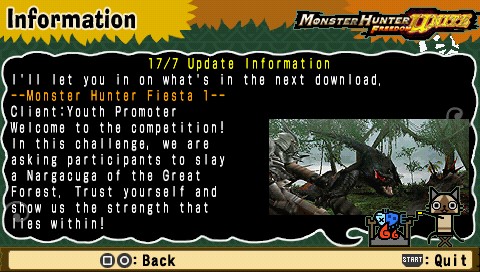 Information
MONSTER HUNTER
FREEDOM UNITE
17/7 Update Information
I'll let you in on what's in the next download,
--Monster Hunter Fiesta 1--
Client:Youth Promoter
Welcome to the competition!
In this challenge, we are
asking participants to slay
a Nargacuga of the Great
Forest, Trust yourself and
show us the strength that
lies within!
: Back
START: Quit